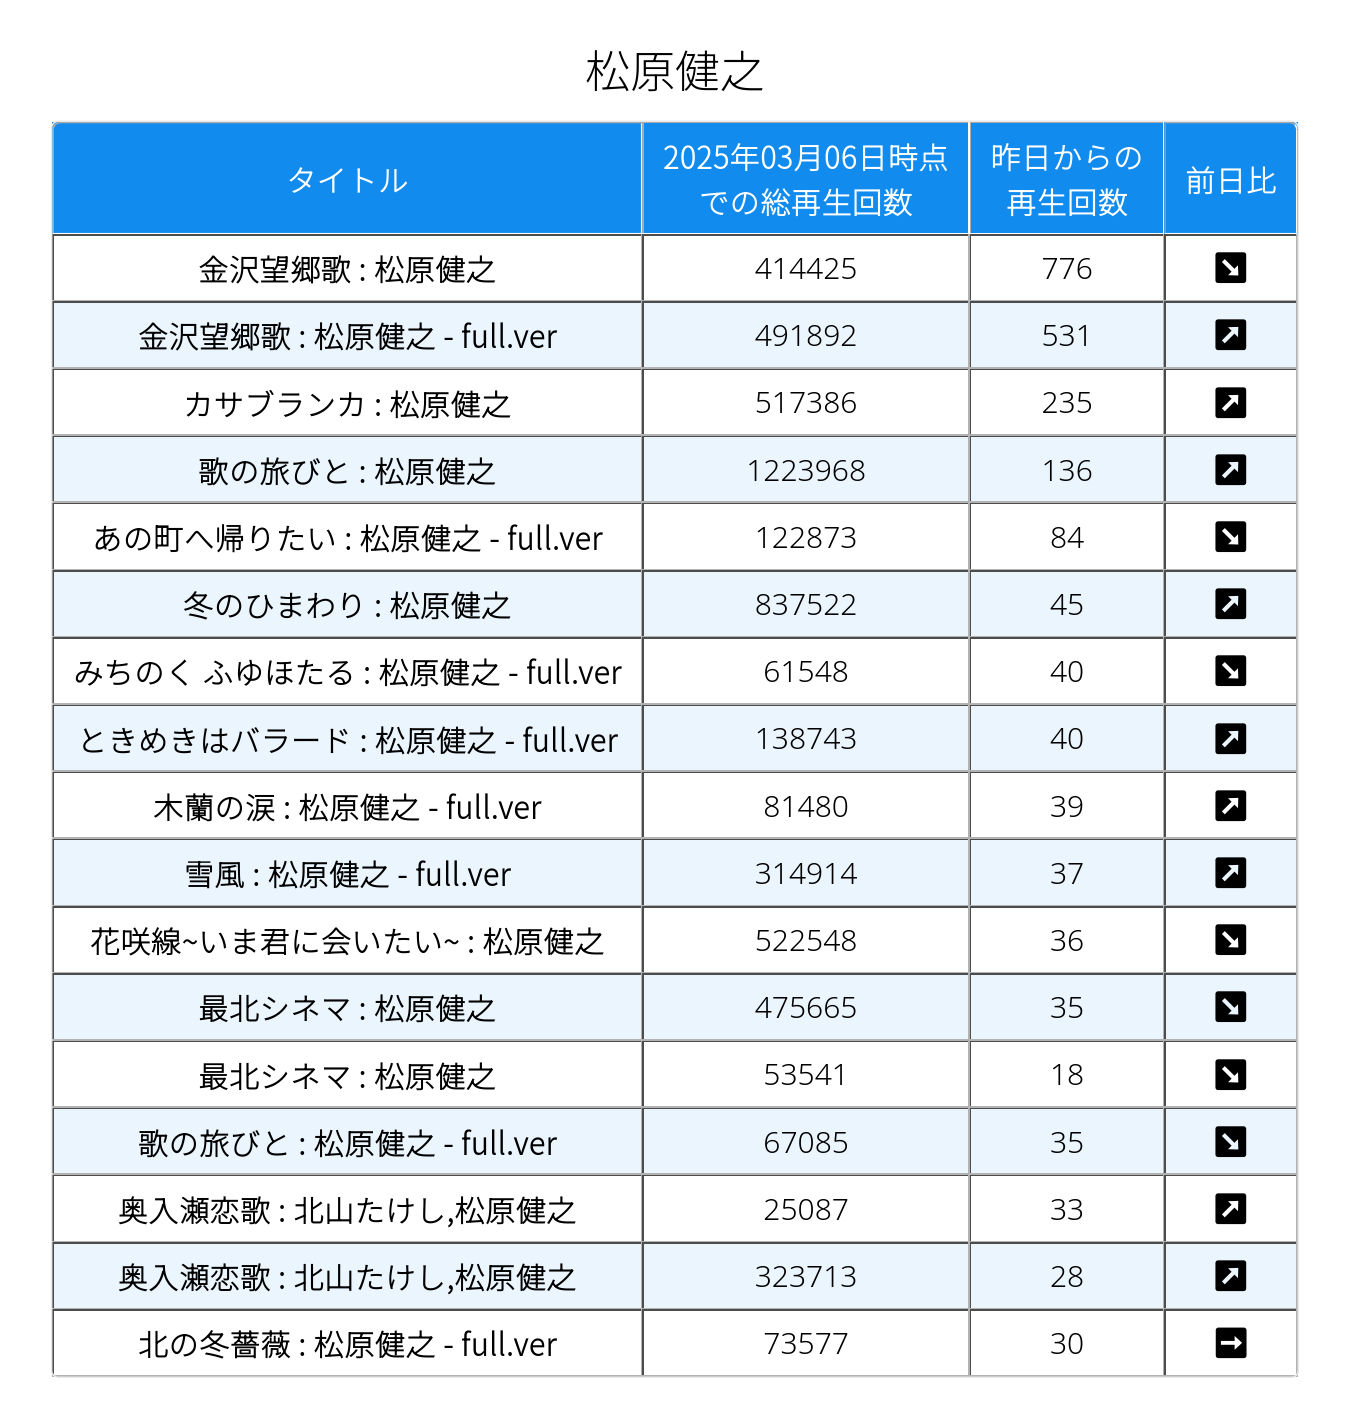 松原健之
タイトル 2025年03月06日時点 での総再生回数 昨日からの 再生回数 前日比
金沢望郷歌 : 松原健之 414425 776 ↘
金沢望郷歌 : 松原健之 - full.ver 491892 531 ↗
カサブランカ : 松原健之 517386 235 ↗
歌の旅びと : 松原健之 1223968 136 ↗
あの町へ帰りたい : 松原健之 - full.ver 122873 84 ↘
冬のひまわり : 松原健之 837522 45 ↗
みちのく ふゆほたる : 松原健之 - full.ver 61548 40 ↘
ときめきはバラード : 松原健之 - full.ver 138743 40 ↗
木蘭の涙 : 松原健之 - full.ver 81480 39 ↗
雪風 : 松原健之 - full.ver 314914 37 ↗
花咲線~いま君に会いたい~ : 松原健之 522548 36 ↘
最北シネマ : 松原健之 475665 35 ↘
最北シネマ : 松原健之 53541 18 ↘
歌の旅びと : 松原健之 - full.ver 67085 35 ↘
奥入瀬恋歌 : 北山たけし,松原健之 25087 33 ↗
奥入瀬恋歌 : 北山たけし,松原健之 323713 28 ↗
北の冬薔薇 : 松原健之 - full.ver 73577 30 →